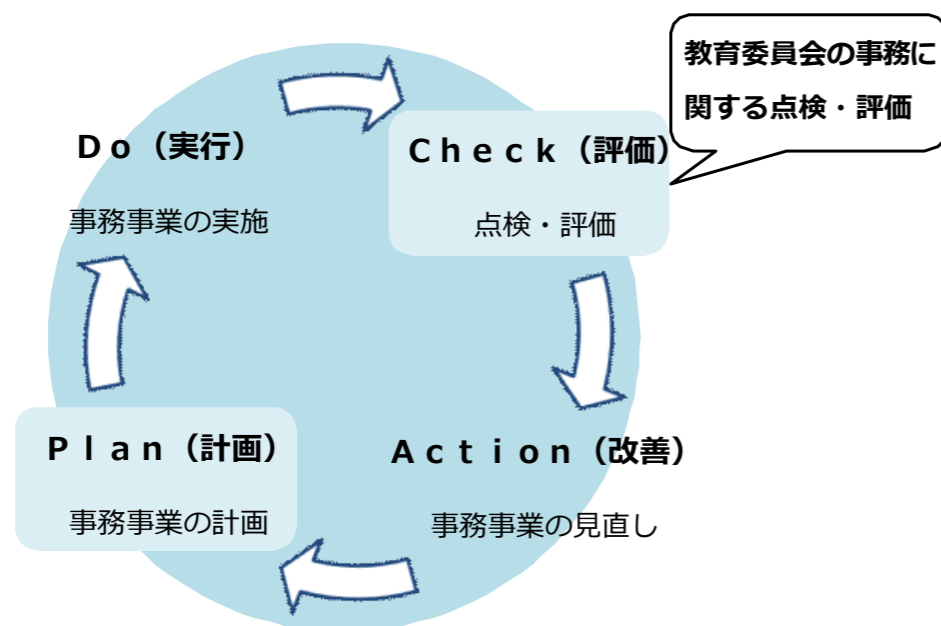 教育委員会の事務に
関する点検・評価
Ｄｏ（実行）
事務事業の実施
Ｃｈｅｃｋ（評価）
点検・評価
Ｐｌａｎ（計画）
事務事業の計画
Ａｃｔｉｏｎ（改善）
事務事業の見直し